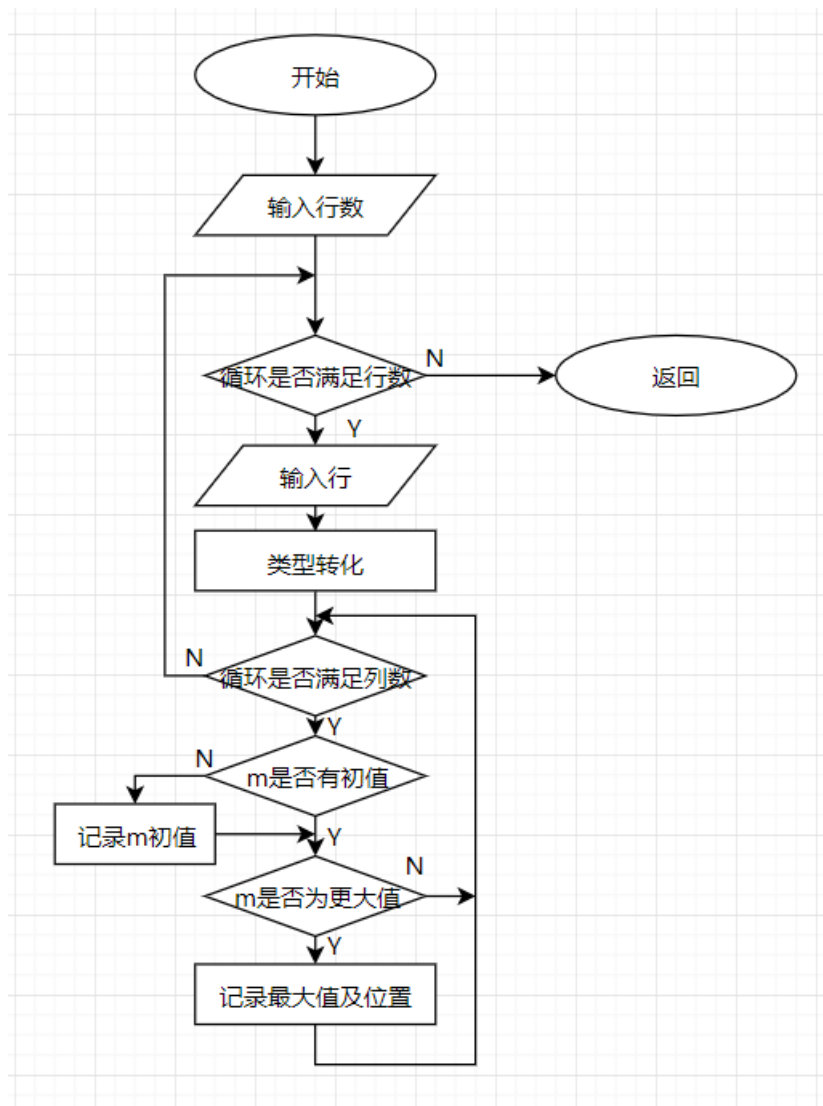 开始
输入行数
循环是否满足行数
N
返回
Y
输入行
类型转化
N
循环是否满足列数
Y
N
m是否有初值
记录m初值
Y
N
m是否为更大值
Y
记录最大值及位置